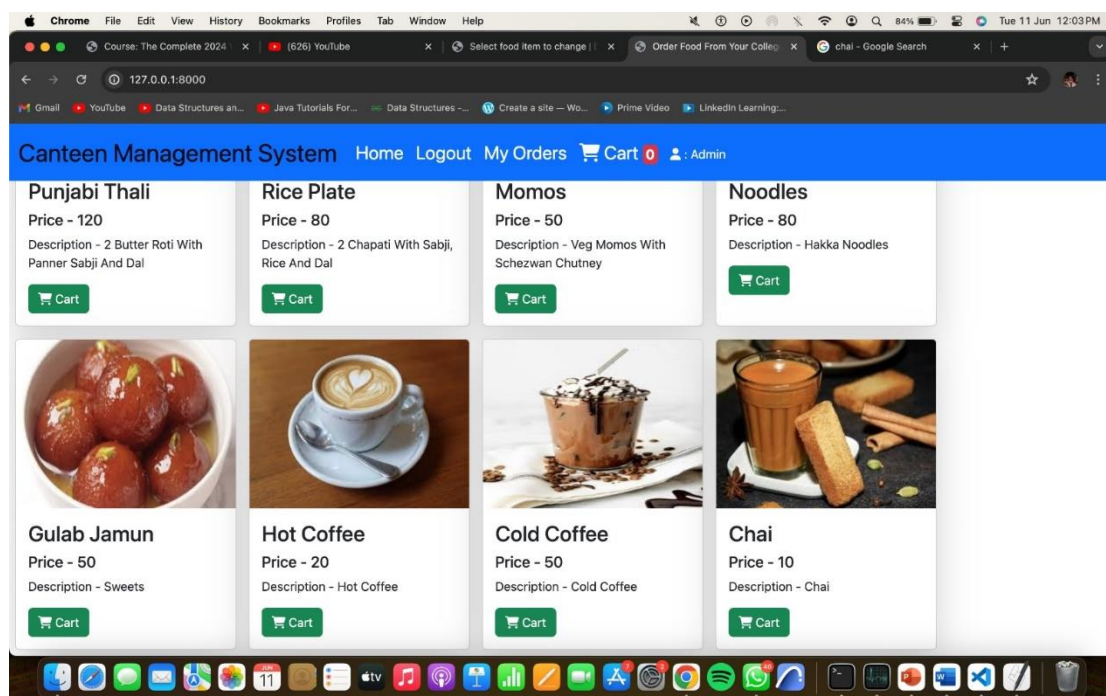 Chrome File Edit View History Bookmarks Profiles Tab Window Help 84% Tue 11 Jun 12:03 PM
Course: The Complete 2024 (626) YouTube Select food item to change | Order Food From Your Colleg chai - Google Search
127.0.0.1:8000
Gmail YouTube Data Structures an... Java Tutorials For... Data Structures –... Create a site — Wo... Prime Video LinkedIn Learning:...
Canteen Management System Home Logout My Orders Cart 0 : Admin
Punjabi Thali Rice Plate Momos Noodles
Price - 120 Price - 80 Price - 50 Price - 80
Description - 2 Butter Roti With Description - 2 Chapati With Sabji, Description - Veg Momos With Description - Hakka Noodles
Panner Sabji And Dal Rice And Dal Schezwan Chutney
Cart Cart Cart Cart
Gulab Jamun Hot Coffee Cold Coffee Chai
Price - 50 Price - 20 Price - 50 Price - 10
Description - Sweets Description - Hot Coffee Description - Cold Coffee Description - Chai
Cart Cart Cart Cart
JUN
11 tv